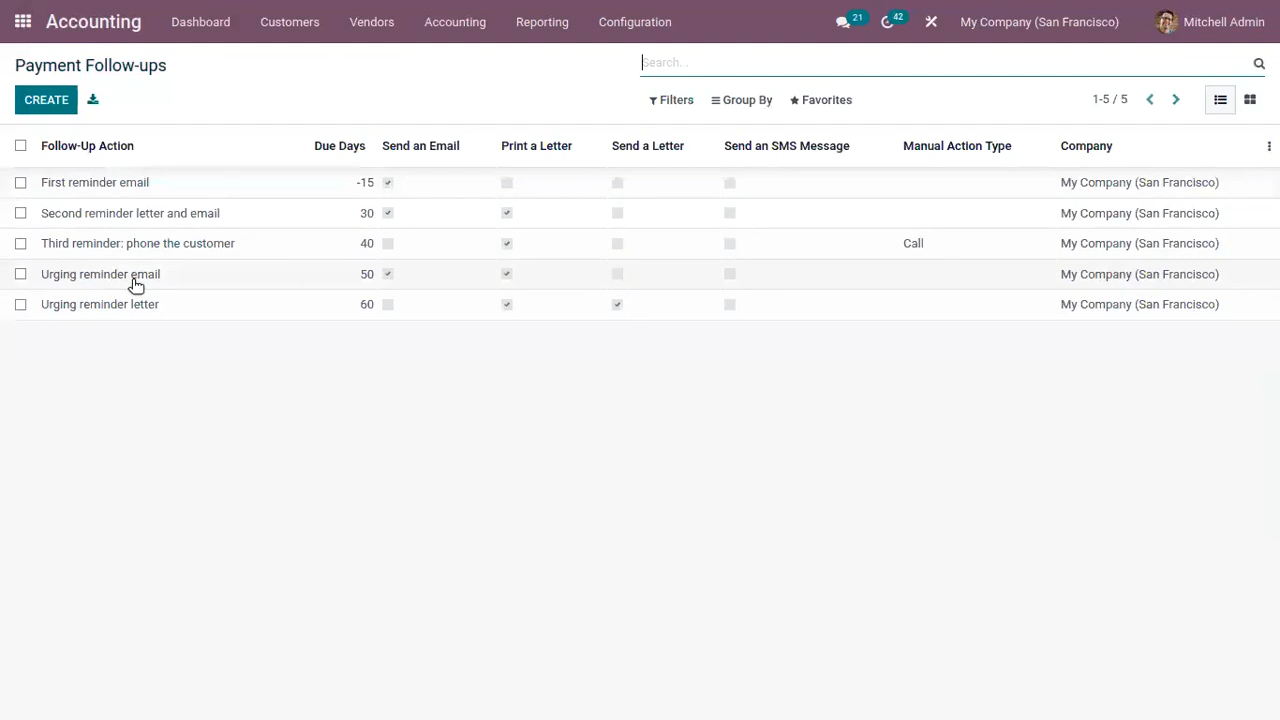 Accounting Dashboard Customers Vendors Accounting Reporting Configuration 21 42 My Company (San Francisco) Mitchell Admin
Payment Follow-ups
Search...
CREATE
Filters Group By Favorites 1-5 / 5
Follow-Up Action Due Days Send an Email Print a Letter Send a Letter Send an SMS Message Manual Action Type Company
First reminder email -15 My Company (San Francisco)
Second reminder letter and email 30 My Company (San Francisco)
Third reminder: phone the customer 40 Call My Company (San Francisco)
Urging reminder email 50 My Company (San Francisco)
Urging reminder letter 60 My Company (San Francisco)